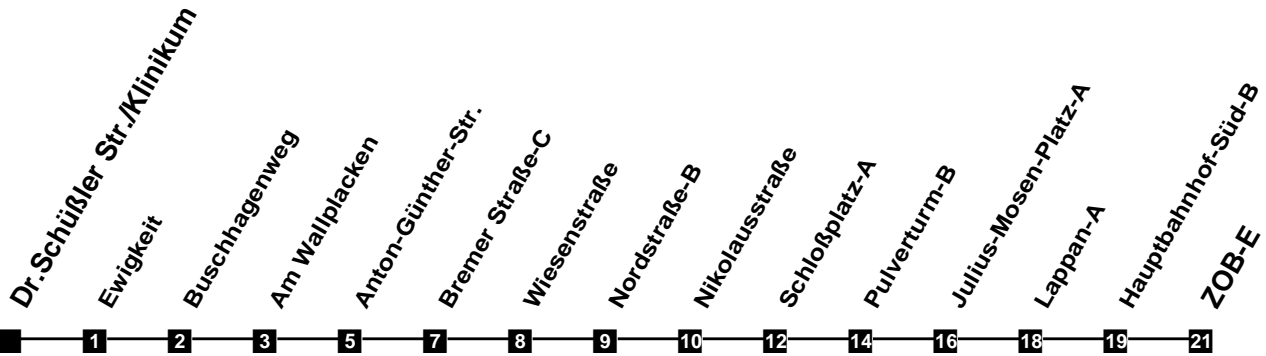 Dr.Schüßler Str./Klinikum
Ewigkeit
Buschhagenweg
Am Wallplacken
Anton-Günther-Str.
Bremer Straße-C
Wiesenstraße
Nordstraße-B
Nikolausstraße
Schloßplatz-A
Pulverturm-B
Julius-Mosen-Platz-A
Lappan-A
Hauptbahnhof-Süd-B
ZOB-E
1 2 3 5 7 8 9 10 12 14 16 18 19 21